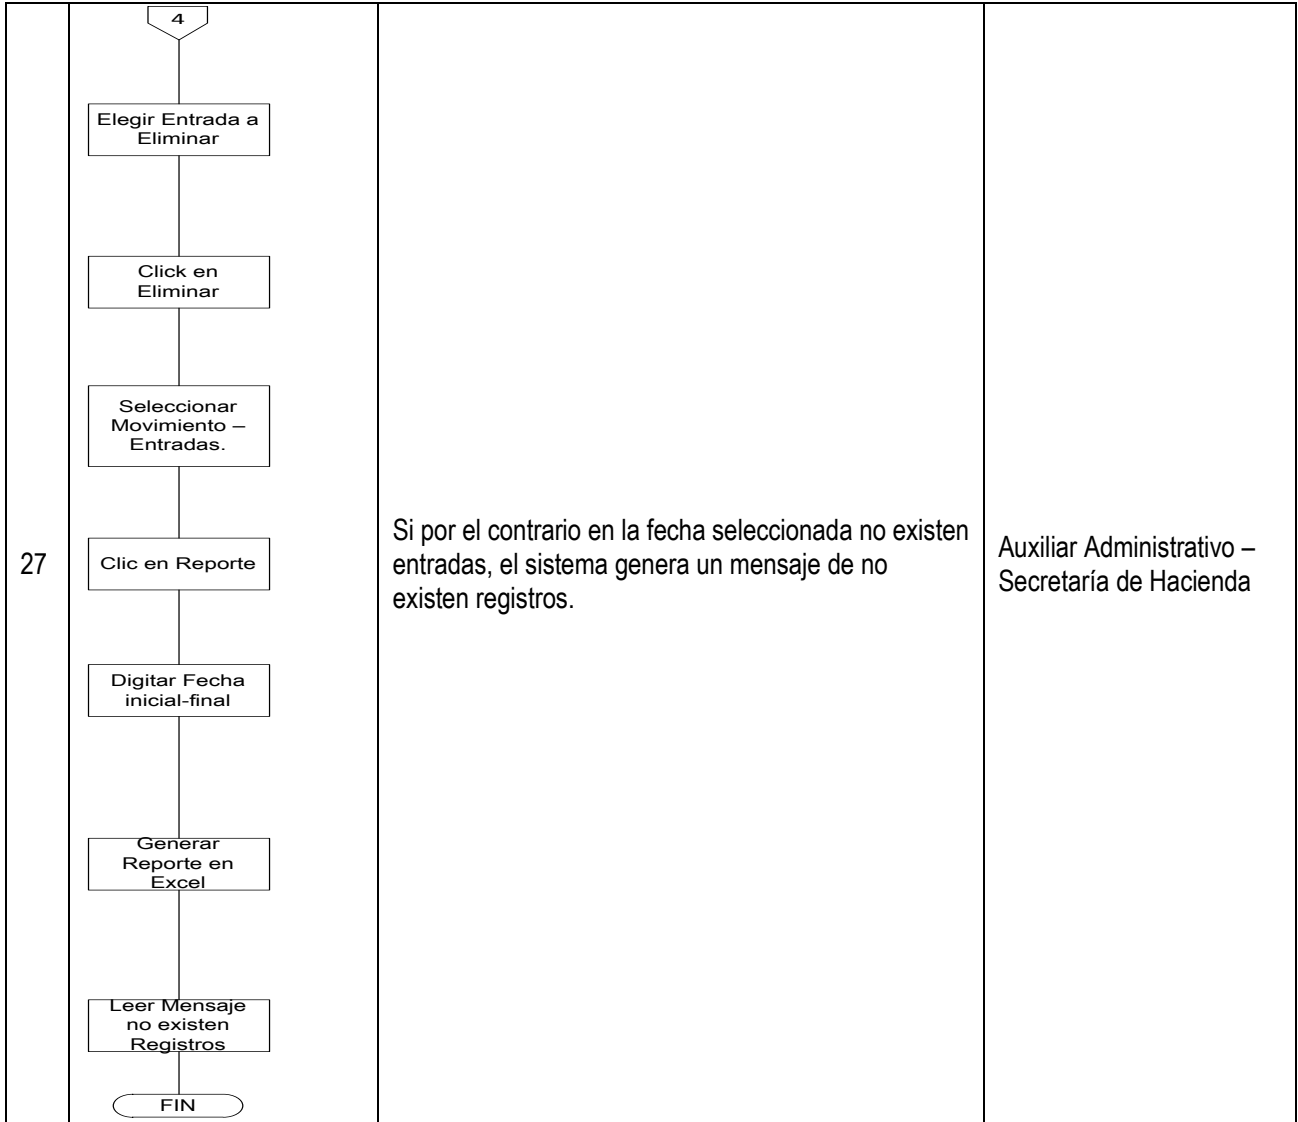 4
Elegir Entrada a
Eliminar
Click en
Eliminar
Seleccionar
Movimiento –
Entradas.
Clic en Reporte
Digitar Fecha
inicial-final
Generar
Reporte en
Excel
Leer Mensaje
no existen
Registros
FIN
27
Si por el contrario en la fecha seleccionada no existen
entradas, el sistema genera un mensaje de no
existen registros.
Auxiliar Administrativo –
Secretaría de Hacienda